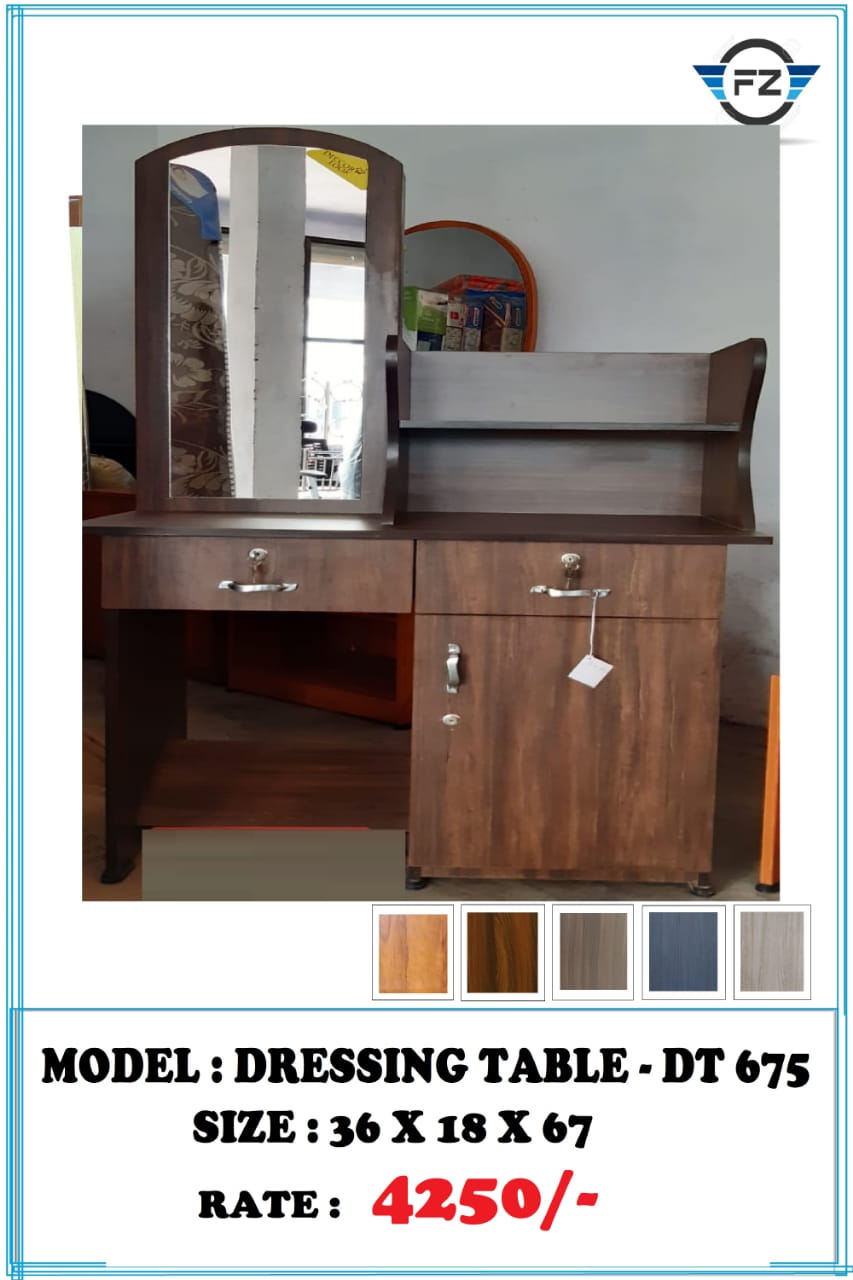 FZ
MODEL : DRESSING TABLE - DT 675
SIZE : 36 X 18 X 67
RATE : 4250/-